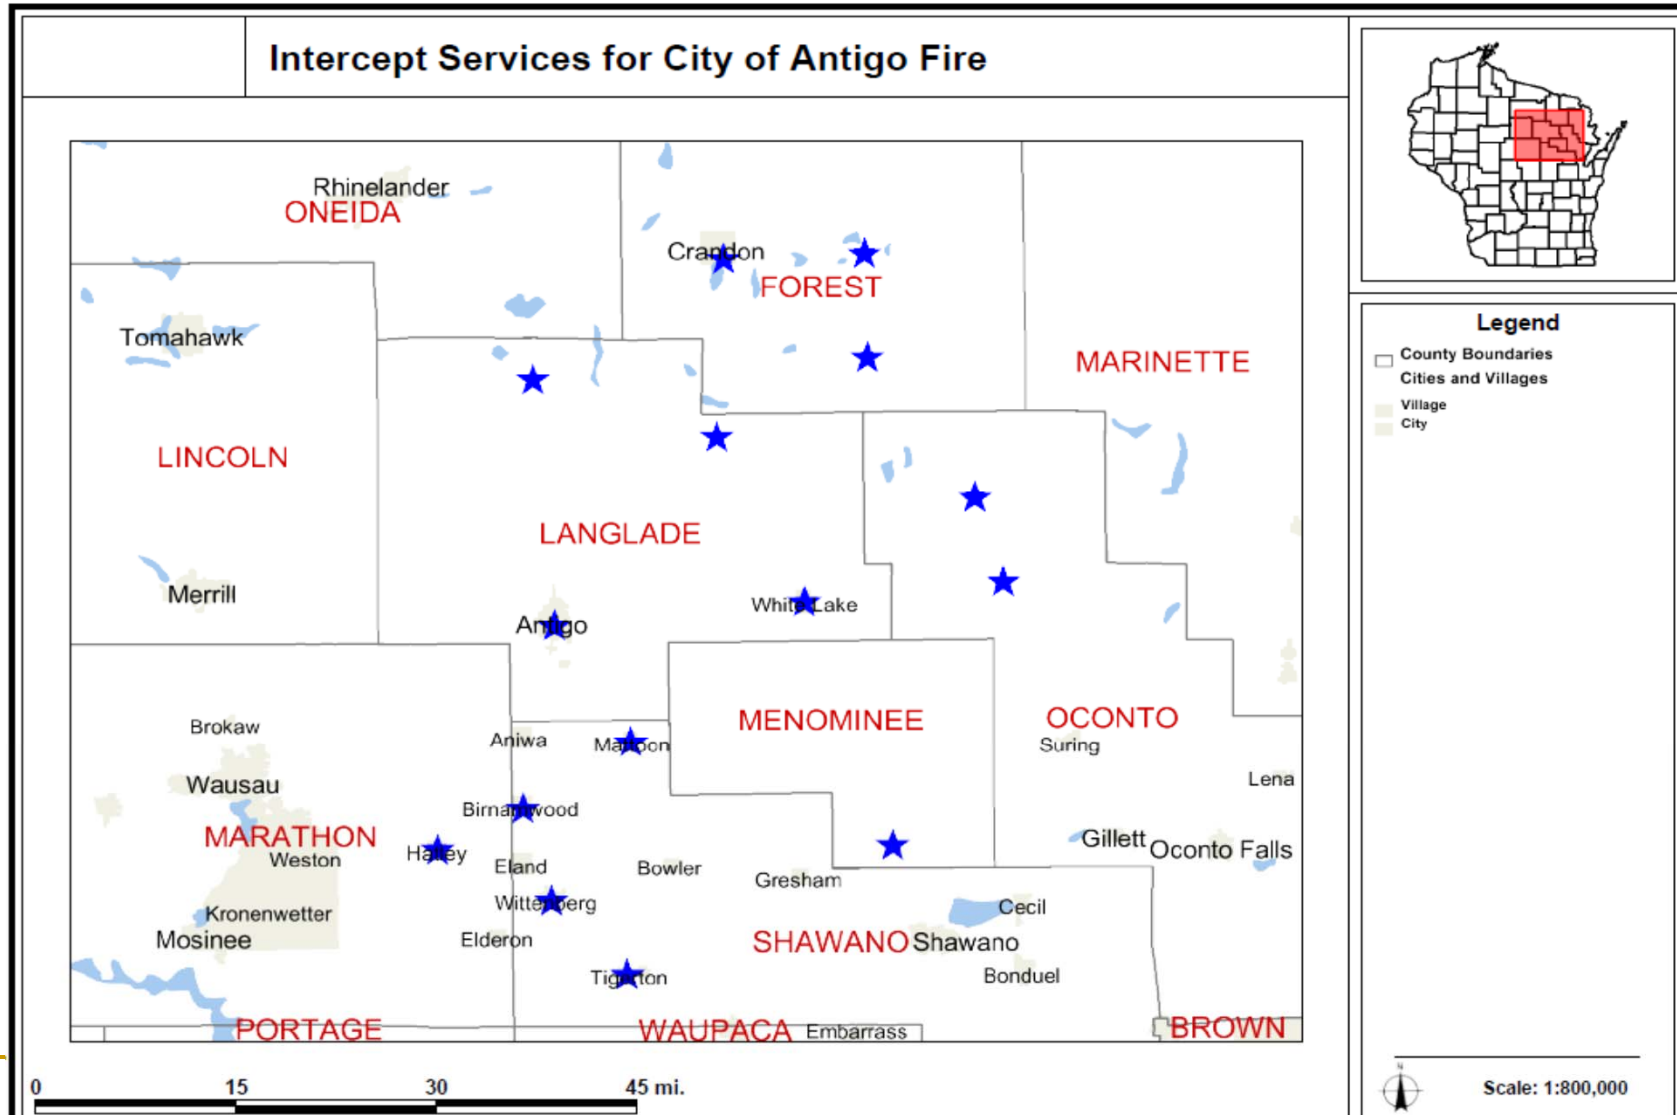 Intercept Services for City of Antigo Fire
Rhinelander
ONEIDA
Crandon
FOREST
Tomahawk
MARINETTE
LINCOLN
LANGLADE
Merrill
White Lake
Antigo
MENOMINEE
OCONTO
Brokaw
Aniwa
Mattoon
Suring
Wausau
Lena
Birnamwood
MARATHON
Weston
Hatley
Eland
Bowler
Gresham
Gillett
Oconto Falls
Wittenberg
Cecil
Kronenwetter
Mosinee
Elderon
SHAWANO
Shawano
Tigerton
Bonduel
PORTAGE
WAUPACA
Embarrass
BROWN
0 15 30 45 mi.
Legend
County Boundaries
Cities and Villages
Village
City
N
Scale: 1:800,000